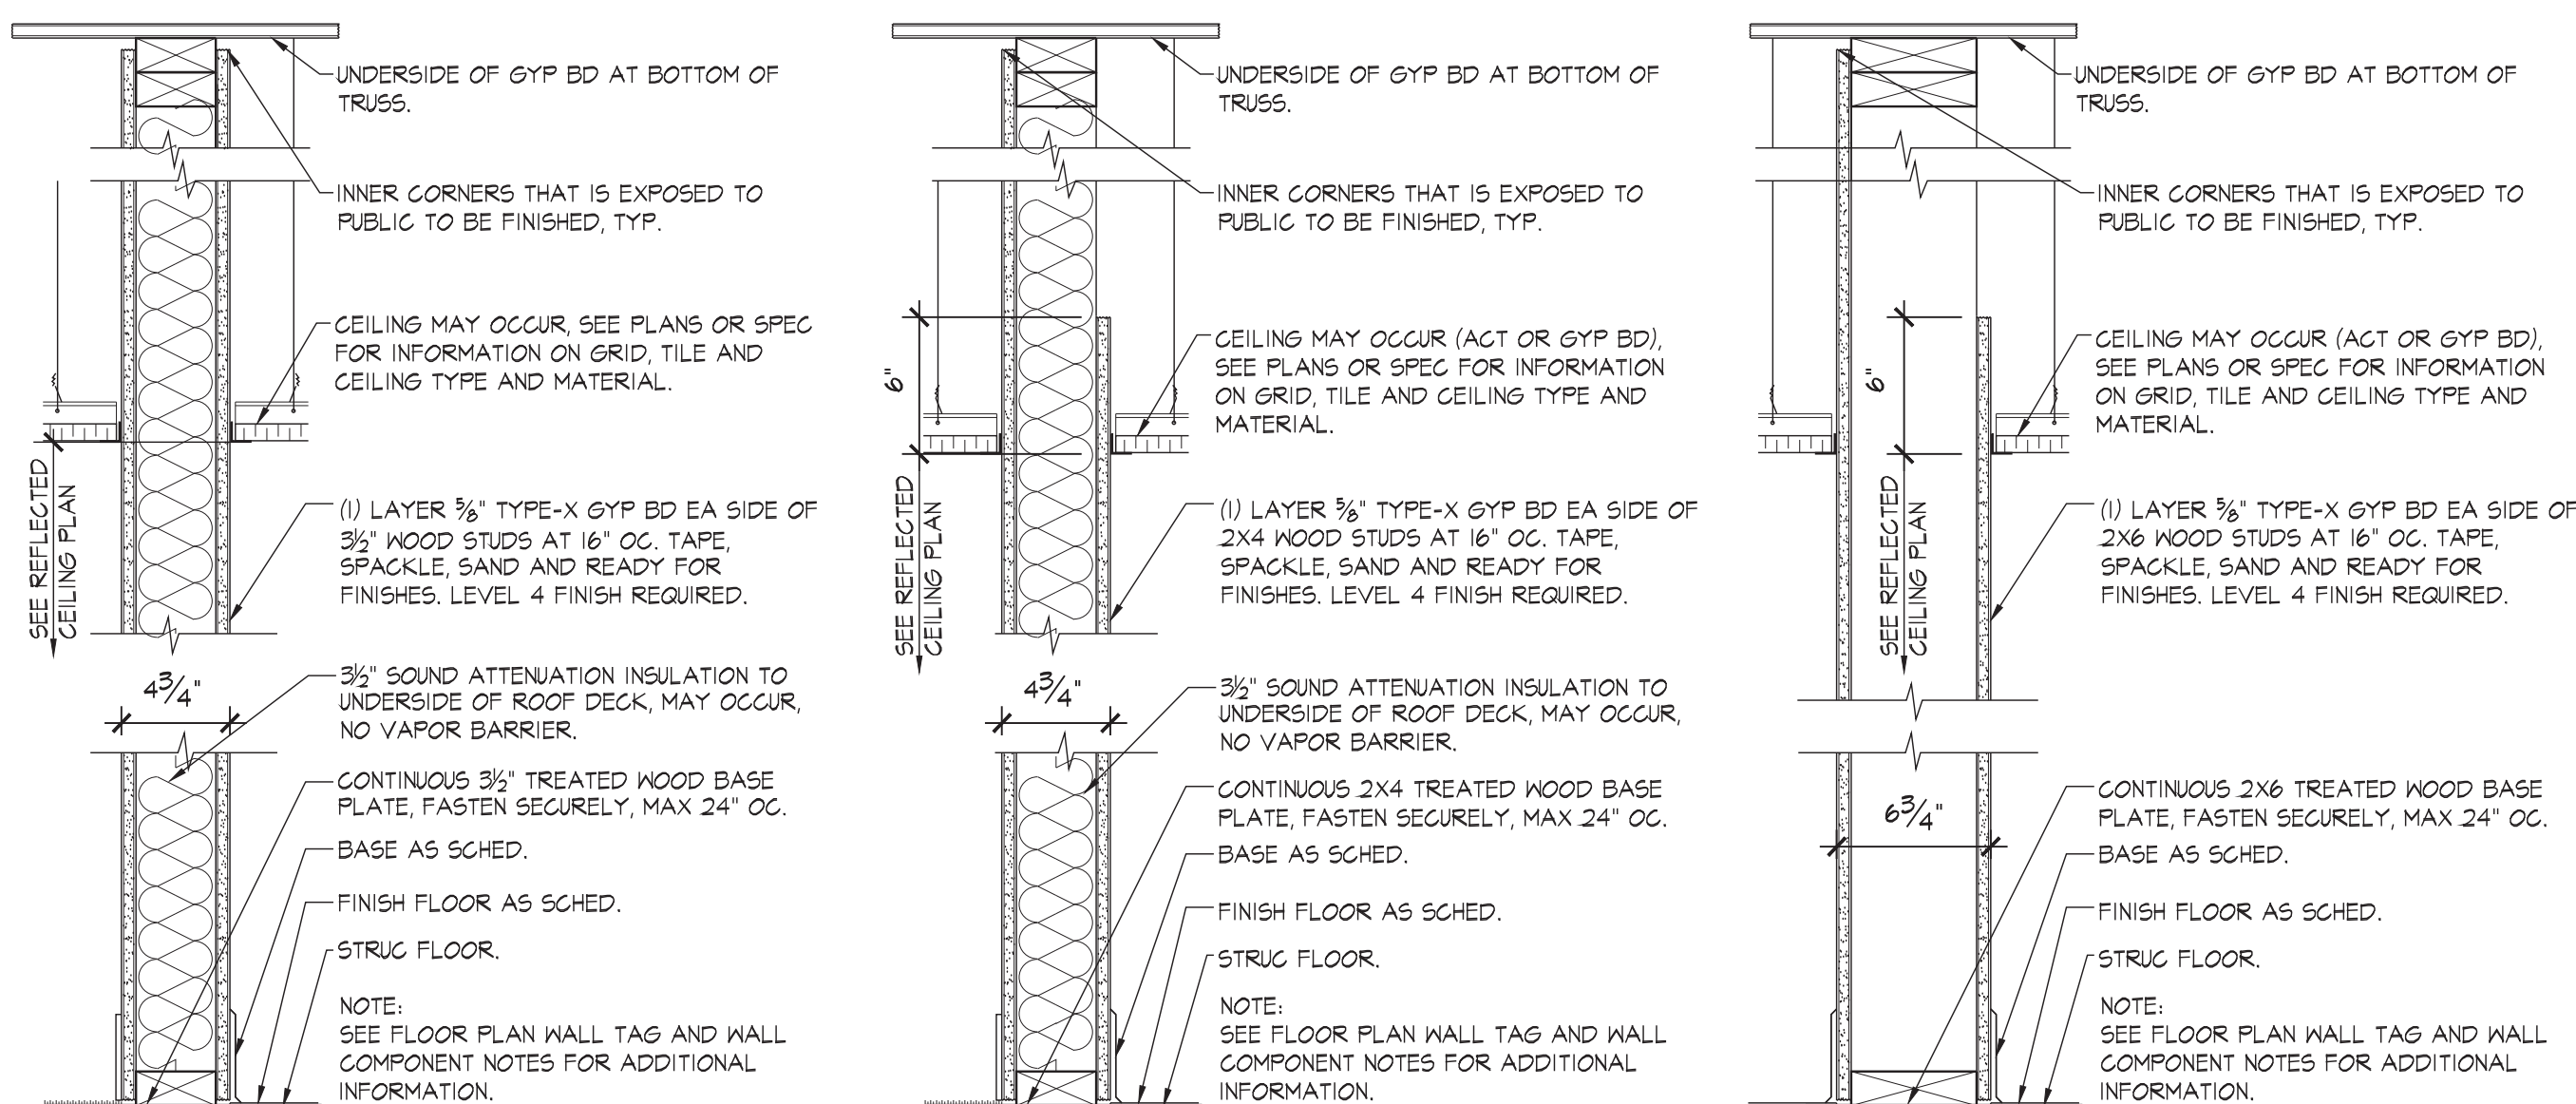 UNDERSIDE OF GYP BD AT BOTTOM OF
TRUSS.
INNER CORNERS THAT IS EXPOSED TO
PUBLIC TO BE FINISHED, TYP.
CEILING MAY OCCUR, SEE PLANS OR SPEC
FOR INFORMATION ON GRID, TILE AND
CEILING TYPE AND MATERIAL.
SEE REFLECTED
CEILING PLAN
(1) LAYER 5/8" TYPE-X GYP BD EA SIDE OF
3½" WOOD STUDS AT 16" OC. TAPE,
SPACKLE, SAND AND READY FOR
FINISHES. LEVEL 4 FINISH REQUIRED.
4¾"
3½" SOUND ATTENUATION INSULATION TO
UNDERSIDE OF ROOF DECK, MAY OCCUR,
NO VAPOR BARRIER.
CONTINUOUS 3½" TREATED WOOD BASE
PLATE, FASTEN SECURELY, MAX 24" OC.
BASE AS SCHED.
FINISH FLOOR AS SCHED.
STRUC FLOOR.
NOTE:
SEE FLOOR PLAN WALL TAG AND WALL
COMPONENT NOTES FOR ADDITIONAL
INFORMATION.
UNDERSIDE OF GYP BD AT BOTTOM OF
TRUSS.
INNER CORNERS THAT IS EXPOSED TO
PUBLIC TO BE FINISHED, TYP.
6"
CEILING MAY OCCUR (ACT OR GYP BD),
SEE PLANS OR SPEC FOR INFORMATION
ON GRID, TILE AND CEILING TYPE AND
MATERIAL.
SEE REFLECTED
CEILING PLAN
(1) LAYER 5/8" TYPE-X GYP BD EA SIDE OF
2X4 WOOD STUDS AT 16" OC. TAPE,
SPACKLE, SAND AND READY FOR
FINISHES. LEVEL 4 FINISH REQUIRED.
4¾"
3½" SOUND ATTENUATION INSULATION TO
UNDERSIDE OF ROOF DECK, MAY OCCUR,
NO VAPOR BARRIER.
CONTINUOUS 2X4 TREATED WOOD BASE
PLATE, FASTEN SECURELY, MAX 24" OC.
BASE AS SCHED.
FINISH FLOOR AS SCHED.
STRUC FLOOR.
NOTE:
SEE FLOOR PLAN WALL TAG AND WALL
COMPONENT NOTES FOR ADDITIONAL
INFORMATION.
UNDERSIDE OF GYP BD AT BOTTOM OF
TRUSS.
INNER CORNERS THAT IS EXPOSED TO
PUBLIC TO BE FINISHED, TYP.
6"
CEILING MAY OCCUR (ACT OR GYP BD),
SEE PLANS OR SPEC FOR INFORMATION
ON GRID, TILE AND CEILING TYPE AND
MATERIAL.
SEE REFLECTED
CEILING PLAN
(1) LAYER 5/8" TYPE-X GYP BD EA SIDE OF
2X6 WOOD STUDS AT 16" OC. TAPE,
SPACKLE, SAND AND READY FOR
FINISHES. LEVEL 4 FINISH REQUIRED.
CONTINUOUS 2X6 TREATED WOOD BASE
PLATE, FASTEN SECURELY, MAX 24" OC.
6¾"
BASE AS SCHED.
FINISH FLOOR AS SCHED.
STRUC FLOOR.
NOTE:
SEE FLOOR PLAN WALL TAG AND WALL
COMPONENT NOTES FOR ADDITIONAL
INFORMATION.